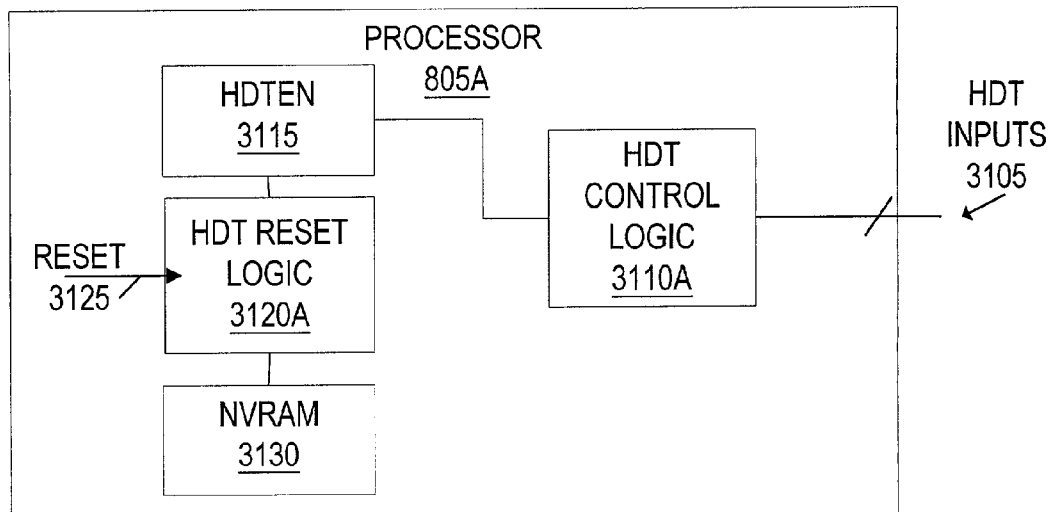 PROCESSOR
805A
HDTEN
3115
HDT
INPUTS
3105
HDT
CONTROL
LOGIC
3110A
HDT RESET
LOGIC
3120A
RESET
3125
NVRAM
3130